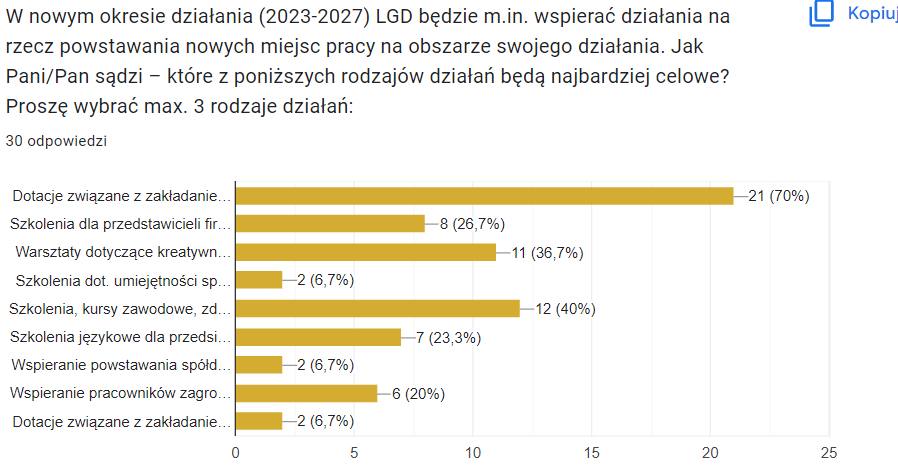 W nowym okresie działania (2023-2027) LGD będzie m.in. wspierać działania na
Kopiuj
rzecz powstawania nowych miejsc pracy na obszarze swojego działania. Jak
Pani/Pan sądzi – które z poniższych rodzajów działań będą najbardziej celowe?
Proszę wybrać max. 3 rodzaje działań:
30 odpowiedzi
Dotacje związane z zakładanie… 21 (70%)
Szkolenia dla przedstawicieli fir… 8 (26,7%)
Warsztaty dotyczące kreatywn… 11 (36,7%)
Szkolenia dot. umiejętności sp… 2 (6,7%)
Szkolenia, kursy zawodowe, zd… 12 (40%)
Szkolenia językowe dla przedsi… 7 (23,3%)
Wspieranie powstawania spółd… 2 (6,7%)
Wspieranie pracowników zagro… 6 (20%)
Dotacje związane z zakładanie… 2 (6,7%)
0 5 10 15 20 25